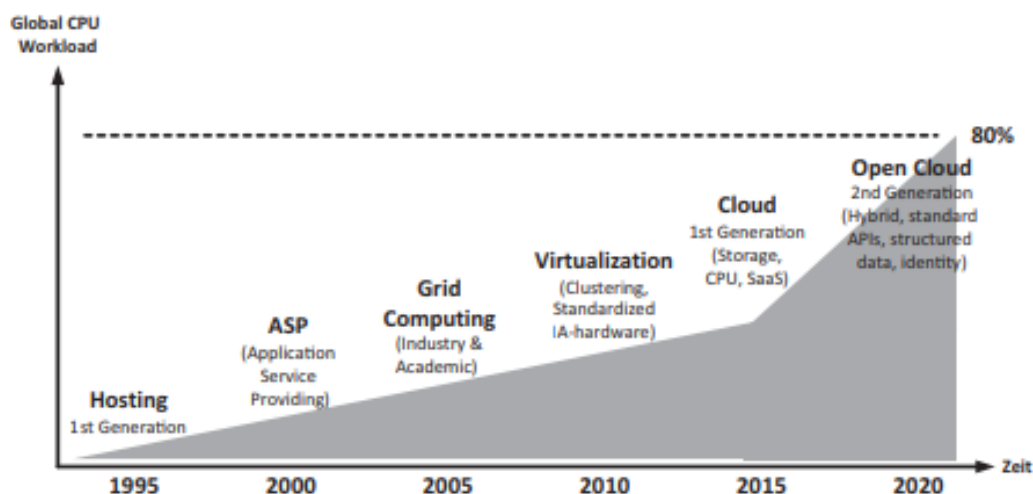 Global CPU
Workload
80%
Open Cloud
2nd Generation
(Hybrid, standard
APIs, structured
data, identity)
Cloud
1st Generation
(Storage,
CPU, SaaS)
Virtualization
(Clustering,
Standardized
IA-hardware)
Grid
Computing
(Industry &
Academic)
ASP
(Application
Service
Providing)
Hosting
1st Generation
Zeit
1995
2000
2005
2010
2015
2020